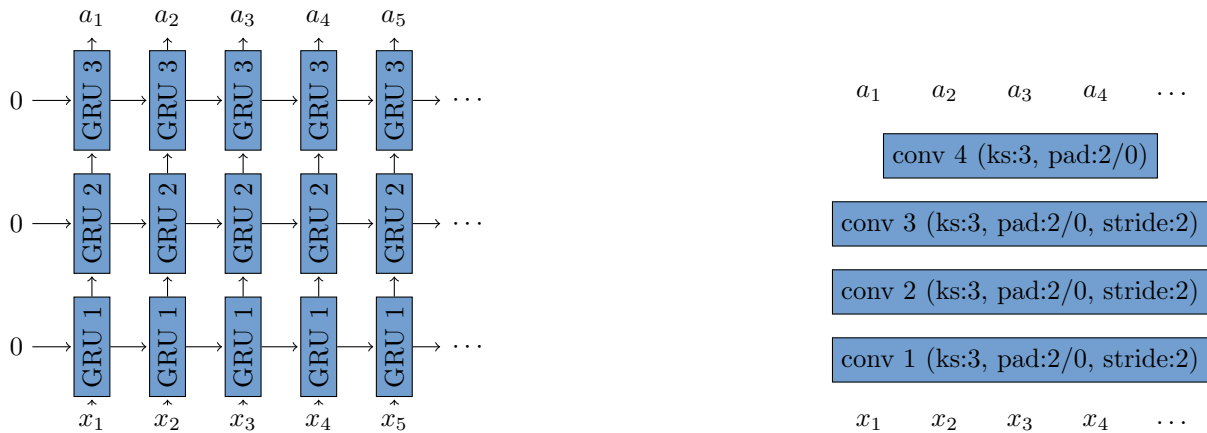 a₁ a₂ a₃ a₄ a₅
0 GRU 3 GRU 3 GRU 3 GRU 3 GRU 3 ⋯
0 GRU 2 GRU 2 GRU 2 GRU 2 GRU 2 ⋯
0 GRU 1 GRU 1 GRU 1 GRU 1 GRU 1 ⋯
x₁ x₂ x₃ x₄ x₅
a₁ a₂ a₃ a₄ …
conv 4 (ks:3, pad:2/0)
conv 3 (ks:3, pad:2/0, stride:2)
conv 2 (ks:3, pad:2/0, stride:2)
conv 1 (ks:3, pad:2/0, stride:2)
x₁ x₂ x₃ x₄ …